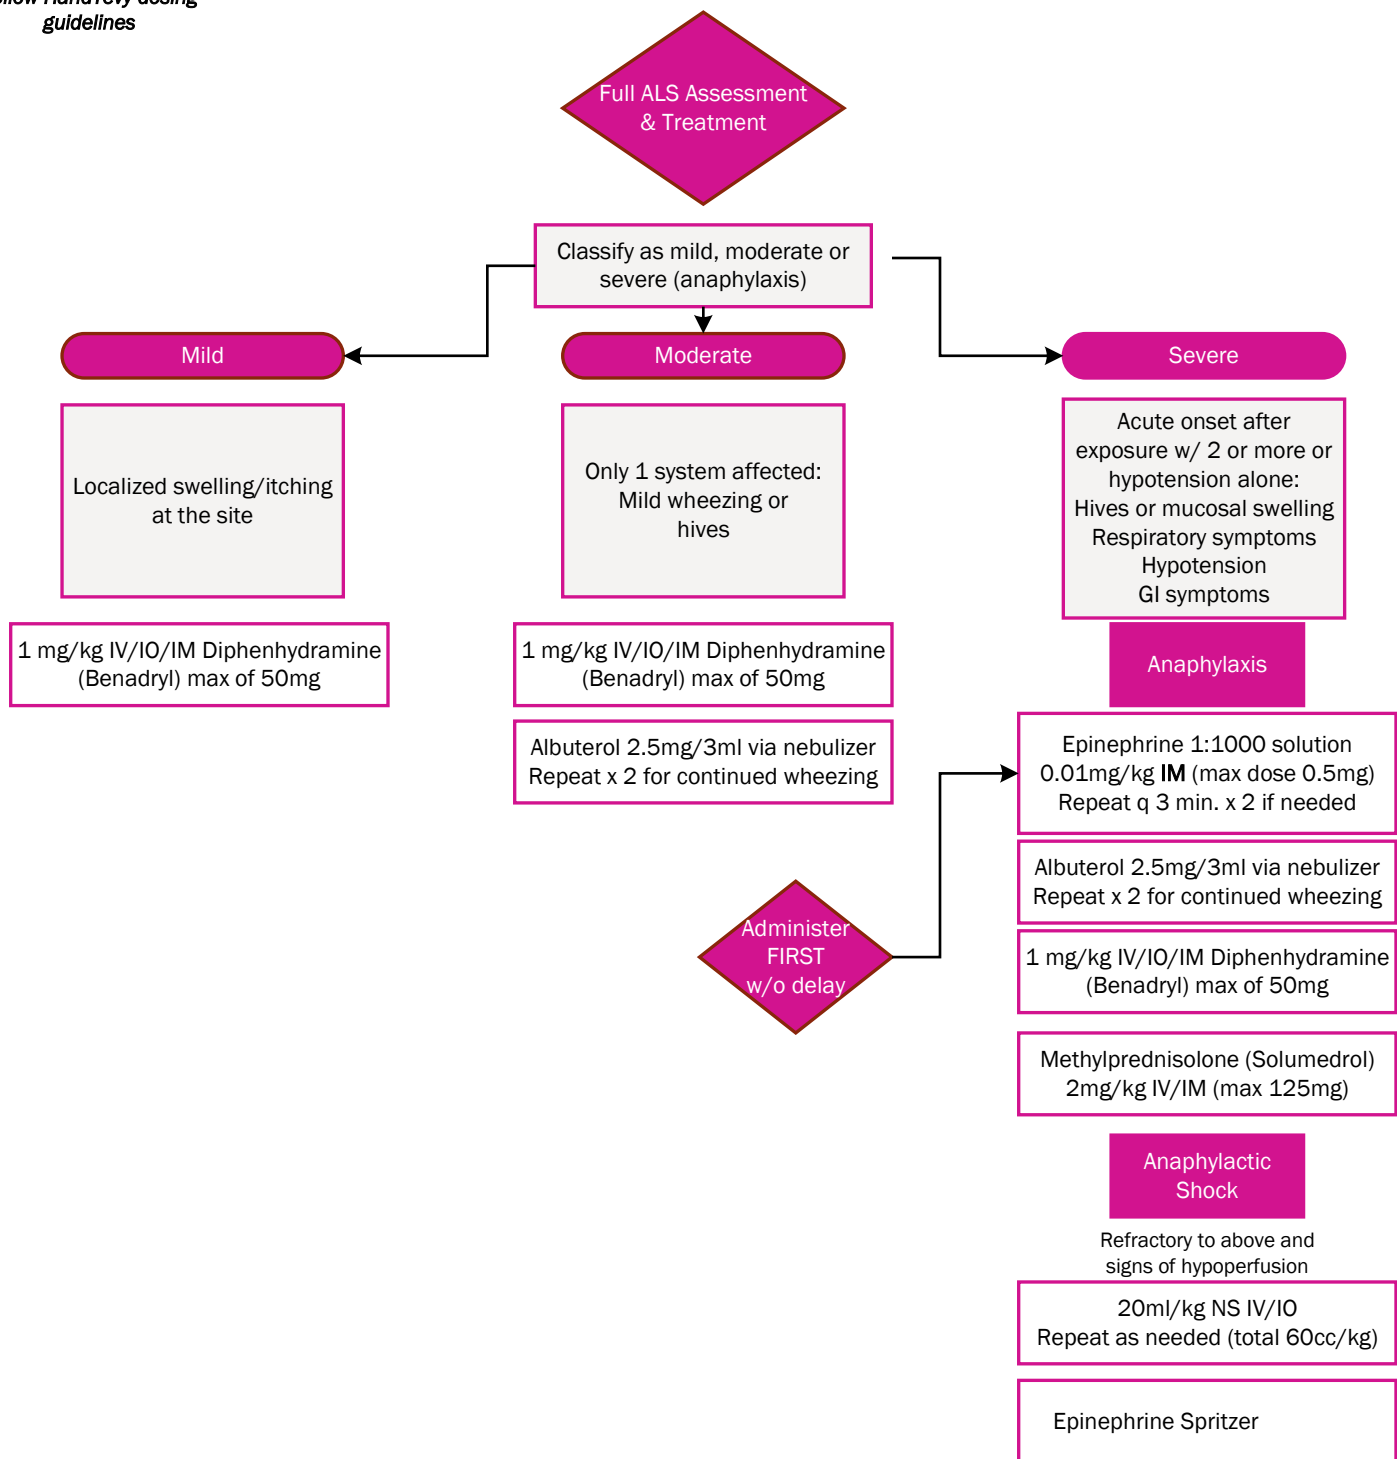 HandTevy dosing
guidelines
Full ALS Assessment
& Treatment
Classify as mild, moderate or
severe (anaphylaxis)
Mild
Moderate
Severe
Localized swelling/itching
at the site
Only 1 system affected:
Mild wheezing or
hives
Acute onset after
exposure w/ 2 or more or
hypotension alone:
Hives or mucosal swelling
Respiratory symptoms
Hypotension
GI symptoms
1 mg/kg IV/IO/IM Diphenhydramine
(Benadryl) max of 50mg
1 mg/kg IV/IO/IM Diphenhydramine
(Benadryl) max of 50mg
Albuterol 2.5mg/3ml via nebulizer
Repeat x 2 for continued wheezing
Anaphylaxis
Epinephrine 1:1000 solution
0.01mg/kg IM (max dose 0.5mg)
Repeat q 3 min. x 2 if needed
Administer
FIRST
w/o delay
Albuterol 2.5mg/3ml via nebulizer
Repeat x 2 for continued wheezing
1 mg/kg IV/IO/IM Diphenhydramine
(Benadryl) max of 50mg
Methylprednisolone (Solumedrol)
2mg/kg IV/IM (max 125mg)
Anaphylactic
Shock
Refractory to above and
signs of hypoperfusion
20ml/kg NS IV/IO
Repeat as needed (total 60cc/kg)
Epinephrine Spritzer